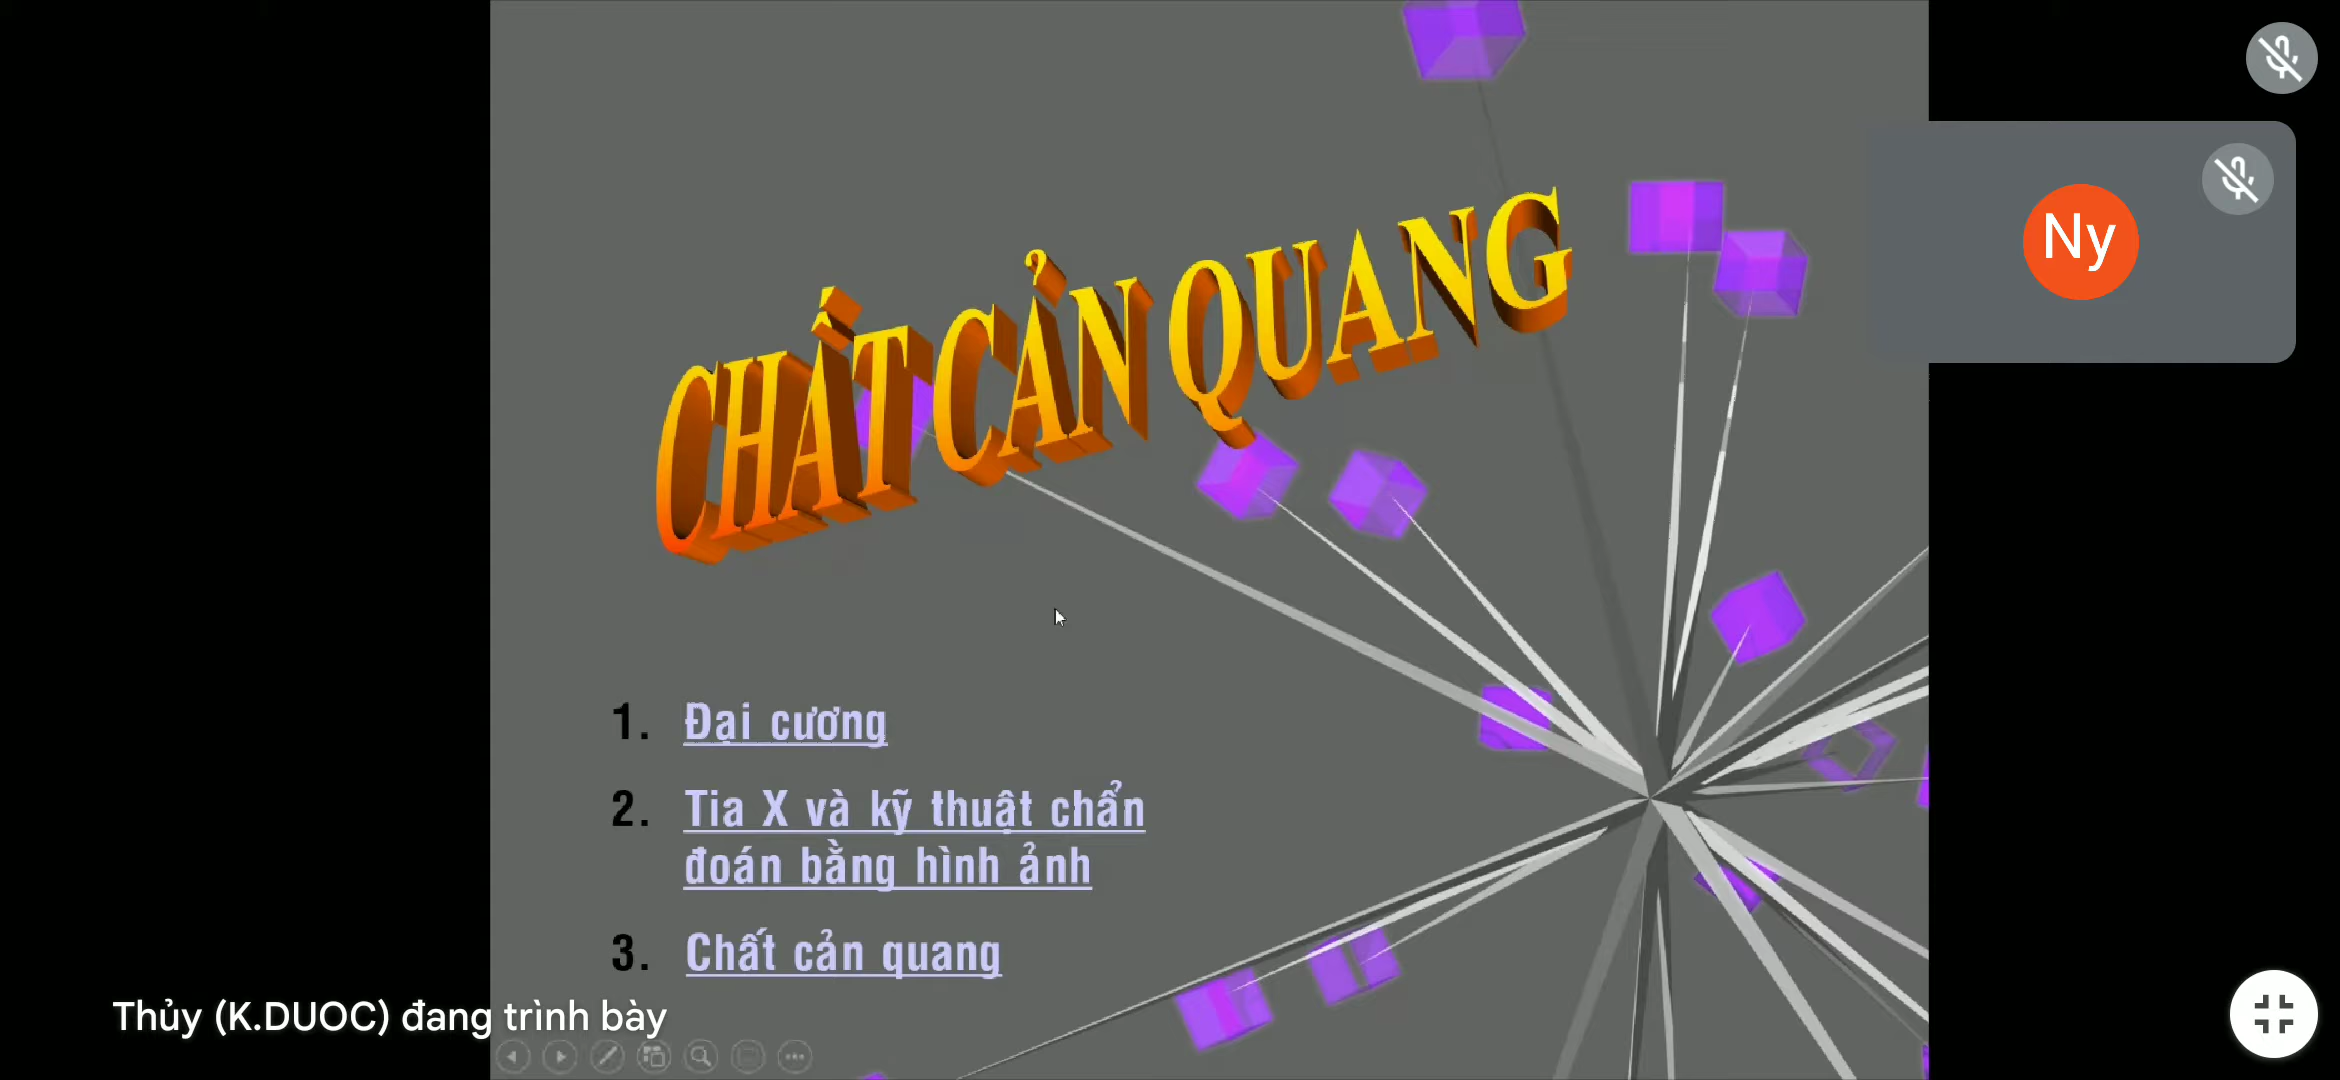 CHẤT CẢN QUANG
Ny
1. Đại cương
2. Tia X và kỹ thuật chẩn
đoán bằng hình ảnh
3. Chất cản quang
Thủy (K.DUOC) đang trình bày